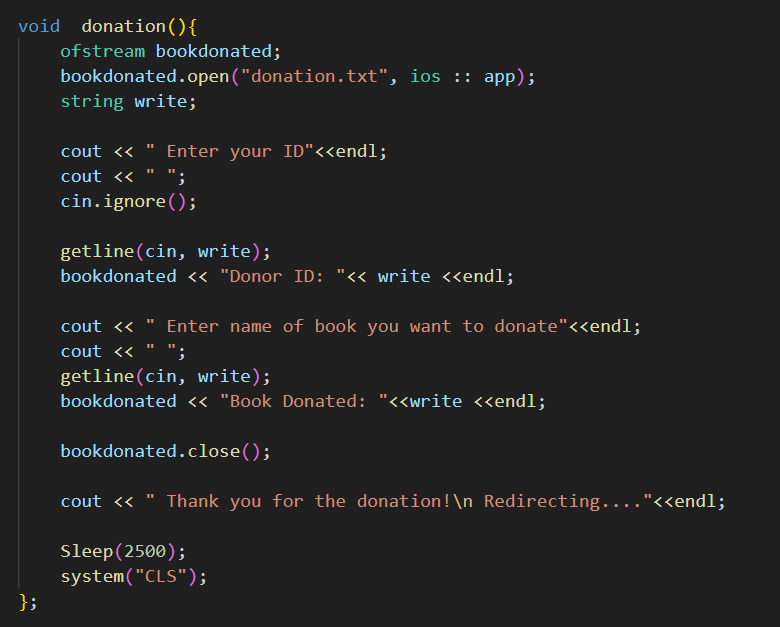 void  donation(){
    ofstream bookdonated;
    bookdonated.open("donation.txt", ios :: app);
    string write;

    cout << " Enter your ID"<<endl;
    cout << " ";
    cin.ignore();

    getline(cin, write);
    bookdonated << "Donor ID: "<< write <<endl;

    cout << " Enter name of book you want to donate"<<endl;
    cout << " ";
    getline(cin, write);
    bookdonated << "Book Donated: "<<write <<endl;

    bookdonated.close();

    cout << " Thank you for the donation!\n Redirecting...."<<endl;

    Sleep(2500);
    system("CLS");
};